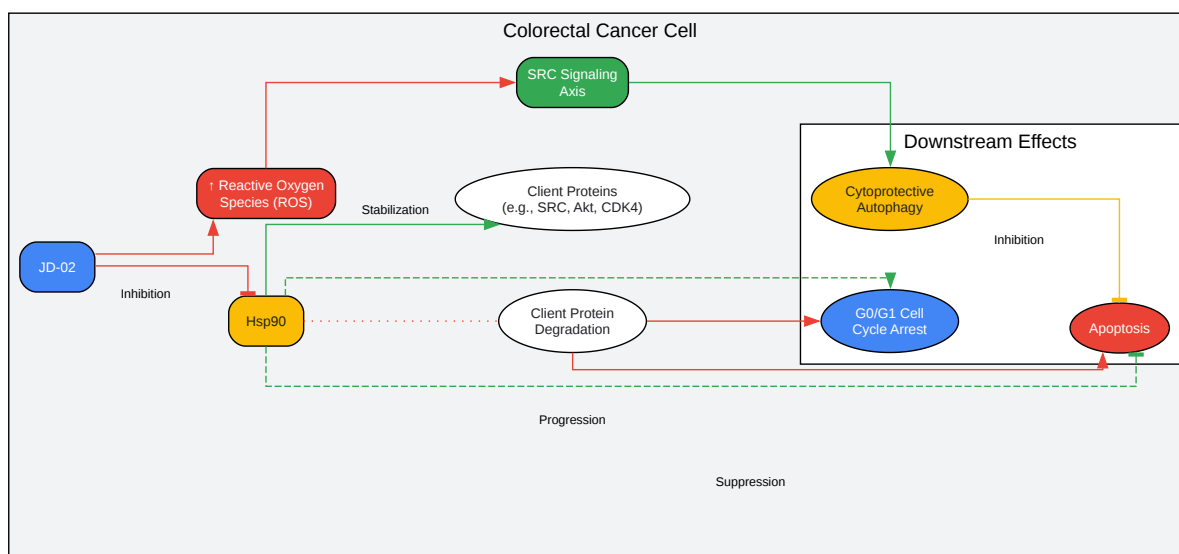 Colorectal Cancer Cell
SRC Signaling
Axis
Downstream Effects
↑ Reactive Oxygen
Species (ROS)
Stabilization
Client Proteins
(e.g., SRC, Akt, CDK4)
Cytoprotective
Autophagy
Inhibition
JD-02
Inhibition
Hsp90
Client Protein
Degradation
G0/G1 Cell
Cycle Arrest
Apoptosis
Progression
Suppression